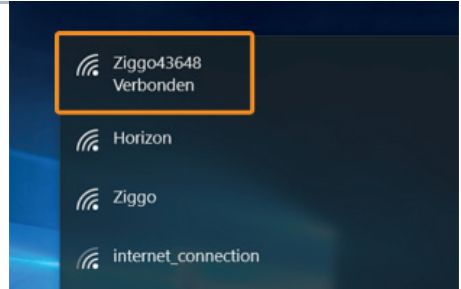 Ziggo43648
Verbonden
Horizon
Ziggo
internet_connection